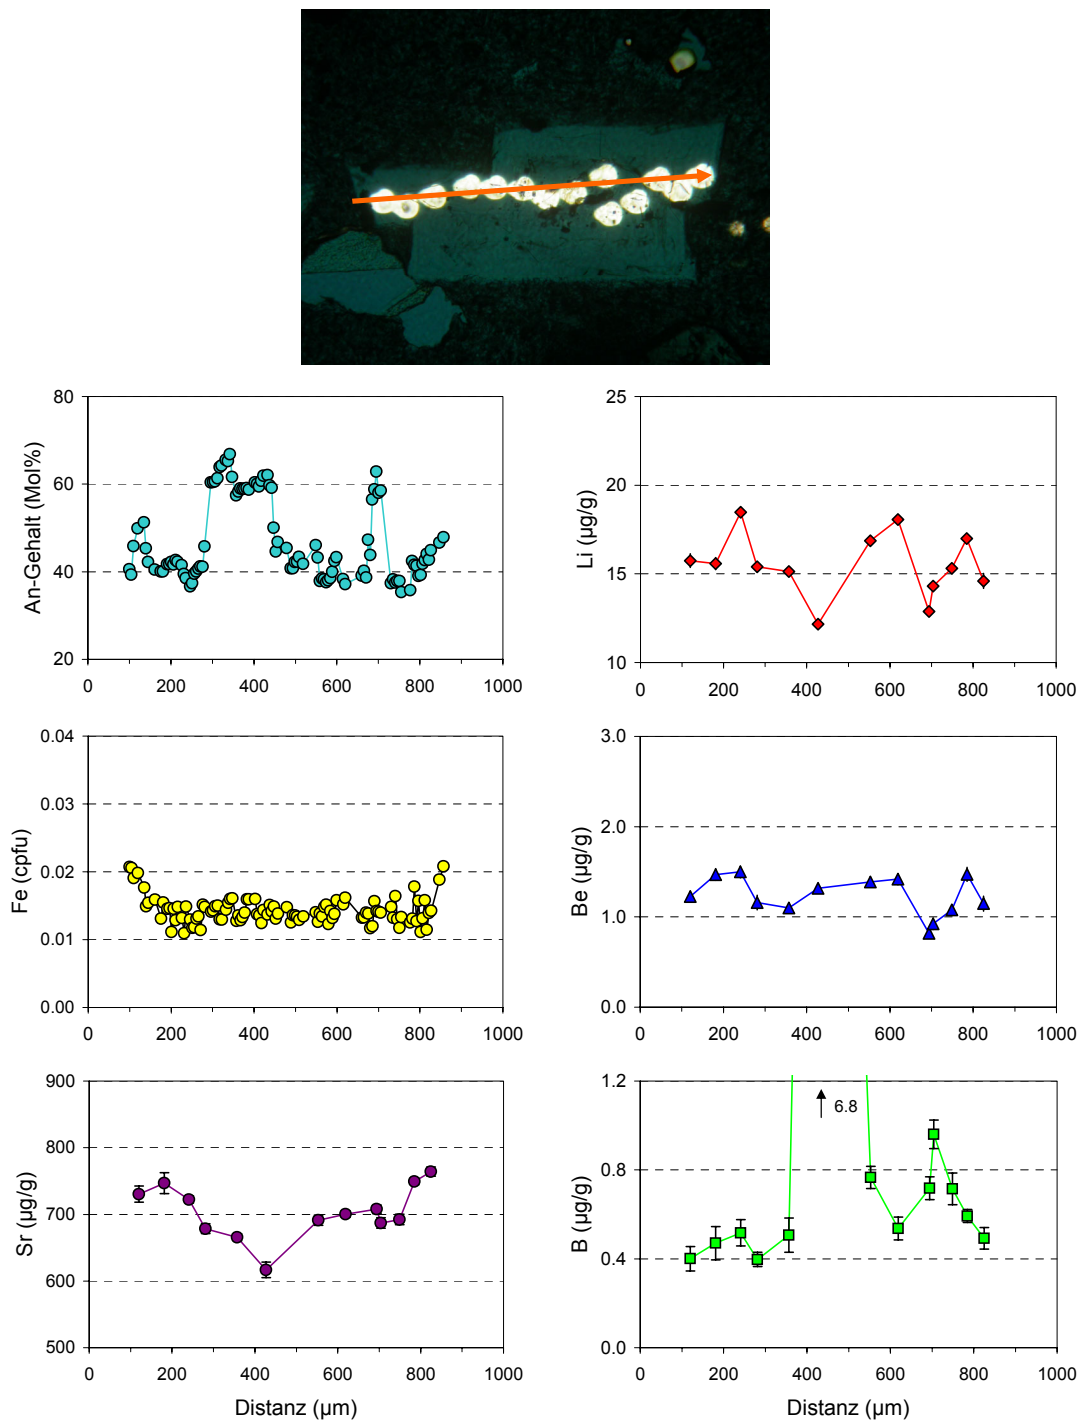 80
60
40
20
An-Gehalt (Mol%)
0 200 400 600 800 1000
25
20
15
10
Li (µg/g)
0 200 400 600 800 1000
0.04
0.03
0.02
0.01
0.00
Fe (cpfu)
0 200 400 600 800 1000
3.0
2.0
1.0
0.0
Be (µg/g)
0 200 400 600 800 1000
900
800
700
600
500
Sr (µg/g)
0 200 400 600 800 1000
Distanz (µm)
1.2
0.8
0.4
0.0
B (µg/g)
6.8
0 200 400 600 800 1000
Distanz (µm)